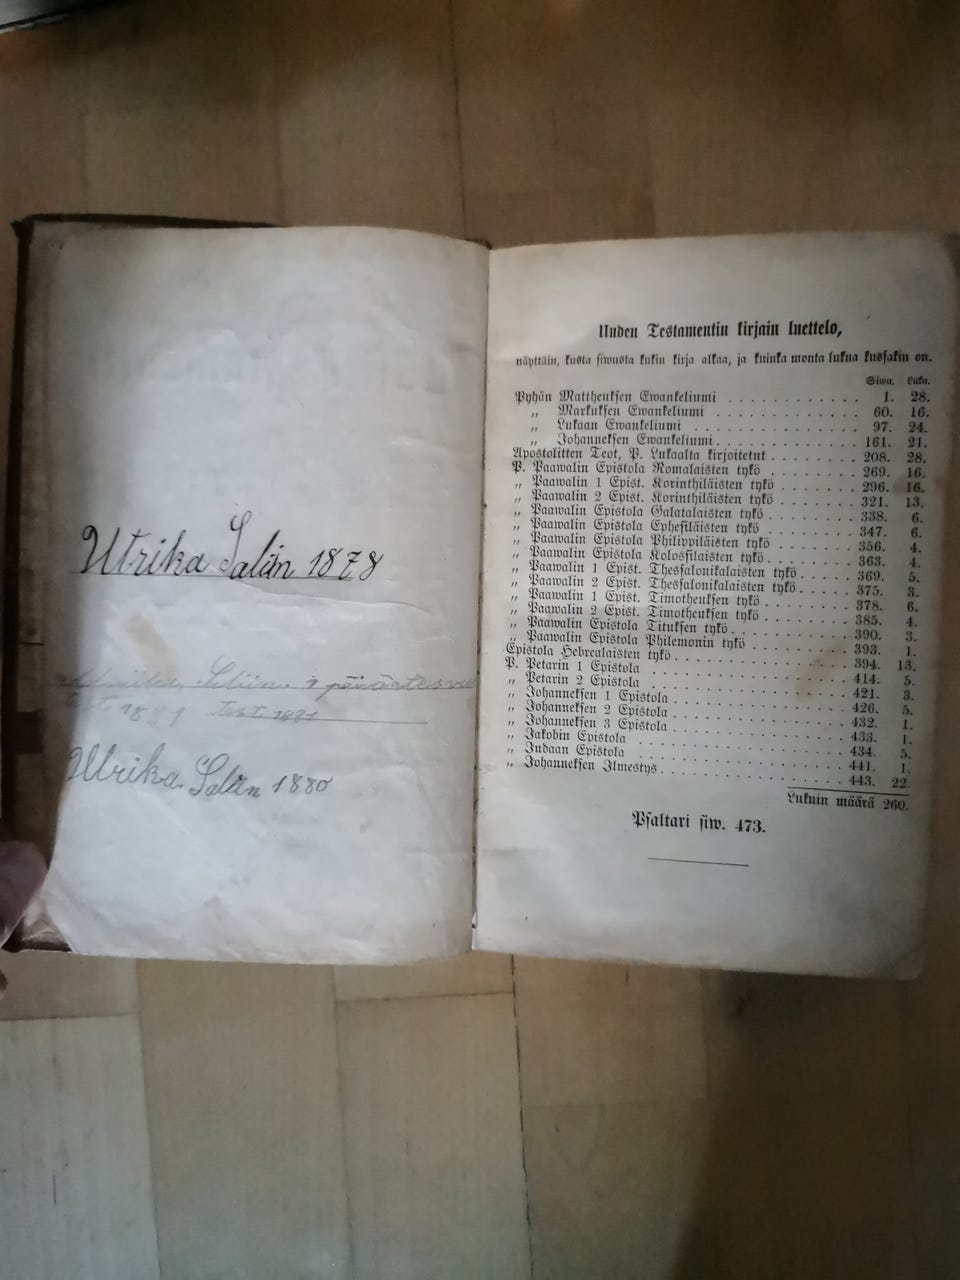 Utrika Salin 1878
Salin
test 1891
Ulrika Salin 1880
Uuden Testamentin kirjain luettelo,
näyttäin, kusta siwusta kukin kirja alkaa, ja kuinka monta lukua kussakin on.
Siwu. Luku.
Pyhän Mattheuksen Ewankeliumi 1. 28.
„ Markuksen Ewankeliumi 60. 16.
„ Lukaan Ewankeliumi 97. 24.
„ Johanneksen Ewankeliumi 161. 21.
Apostolitten Teot, P. Lukaalta kirjoitetut 208. 28.
P. Paawalin Epistola Romalaisten tykö 269. 16.
„ Paawalin 1 Epist. Korinthiläisten tykö 296. 16.
„ Paawalin 2 Epist. Korinthiläisten tykö 321. 13.
„ Paawalin Epistola Galatalaisten tykö 338. 6.
„ Paawalin Epistola Ephesiläisten tykö 347. 6.
„ Paawalin Epistola Philippiläisten tykö 356. 4.
„ Paawalin Epistola Kolossilaisten tykö 363. 4.
„ Paawalin 1 Epist. Thessalonikalaisten tykö 369. 5.
„ Paawalin 2 Epist. Thessalonikalaisten tykö 375. 3.
„ Paawalin 1 Epist. Timotheuksen tykö 378. 6.
„ Paawalin 2 Epist. Timotheuksen tykö 385. 4.
„ Paawalin Epistola Tituksen tykö 390. 3.
„ Paawalin Epistola Philemonin tykö 393. 1.
Epistola Hebrealaisten tykö 394. 13.
P. Petarin 1 Epistola 414. 5.
„ Petarin 2 Epistola 421. 3.
„ Johanneksen 1 Epistola 426. 5.
„ Johanneksen 2 Epistola 432. 1.
„ Johanneksen 3 Epistola 433. 1.
„ Jakobin Epistola 434. 5.
„ Judaan Epistola 441. 1.
„ Johanneksen Ilmestys 443. 22
Lukuin määrä 260.
Psaltari siw. 473.